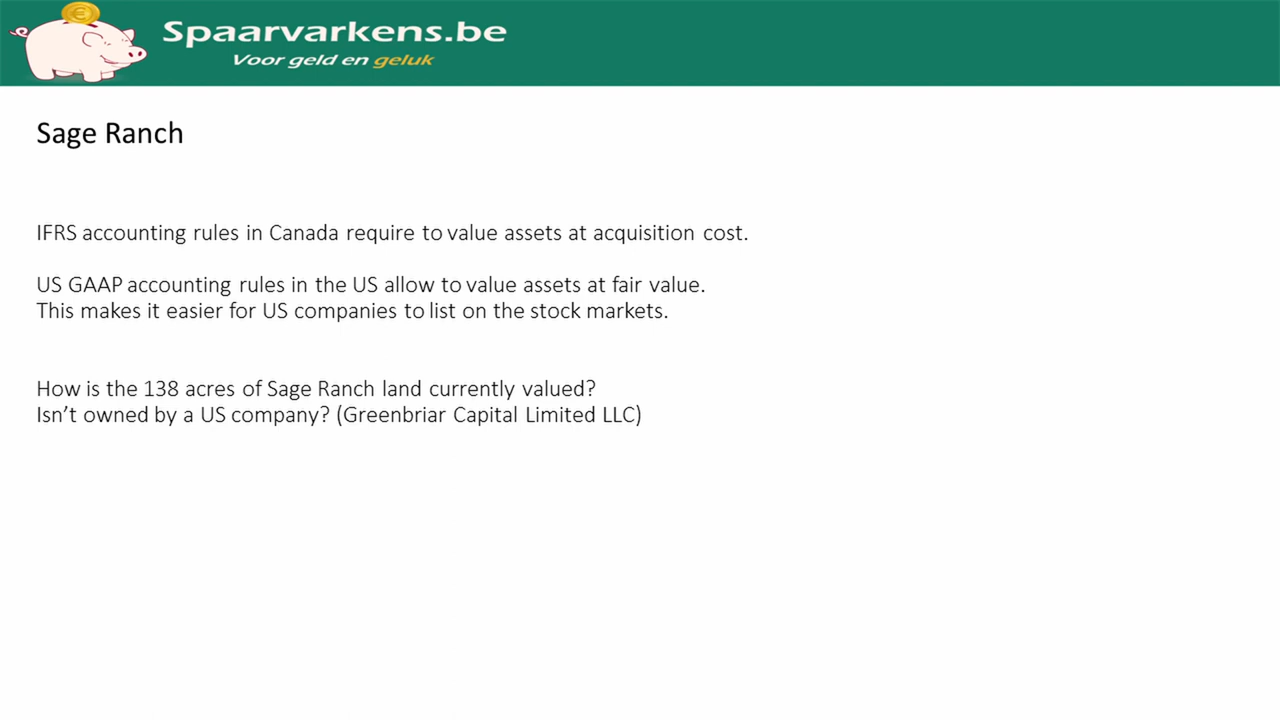 Spaarvarkens.be
Voor geld en geluk
Sage Ranch
IFRS accounting rules in Canada require to value assets at acquisition cost.
US GAAP accounting rules in the US allow to value assets at fair value.
This makes it easier for US companies to list on the stock markets.
How is the 138 acres of Sage Ranch land currently valued?
Isn’t owned by a US company? (Greenbriar Capital Limited LLC)